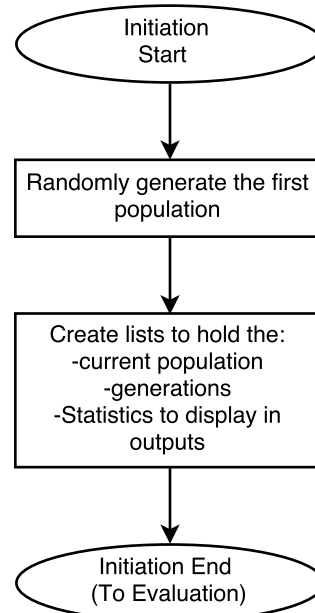 Initiation
Start
Randomly generate the first
population
Create lists to hold the:
-current population
-generations
-Statistics to display in
outputs
Initiation End
(To Evaluation)